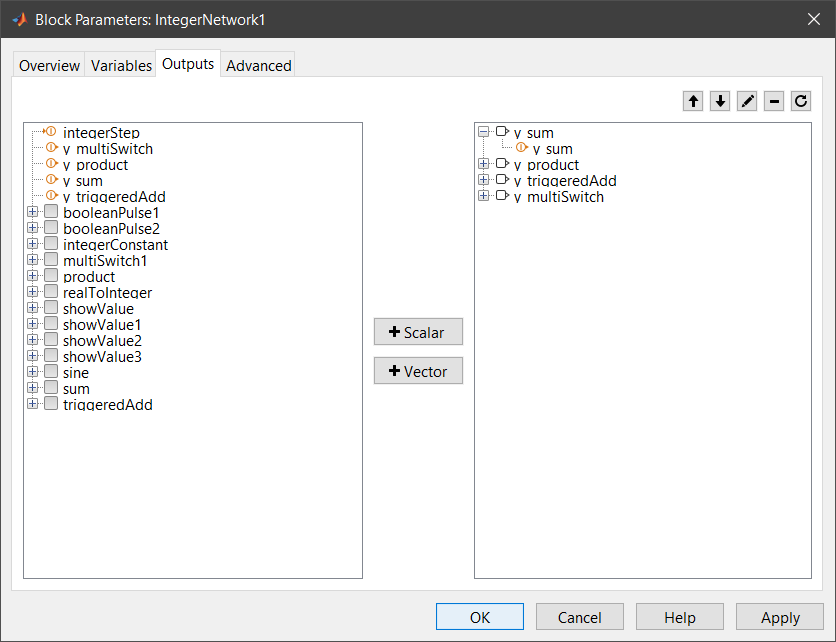 Block Parameters: IntegerNetwork1
Overview Variables Outputs Advanced
integerStep
y_multiSwitch
y_product
y_sum
y_triggeredAdd
booleanPulse1
booleanPulse2
integerConstant
multiSwitch1
product
realToInteger
showValue
showValue1
showValue2
showValue3
sine
sum
triggeredAdd
Scalar
Vector
y_sum
y_sum
y_product
y_triggeredAdd
y_multiSwitch
OK Cancel Help Apply